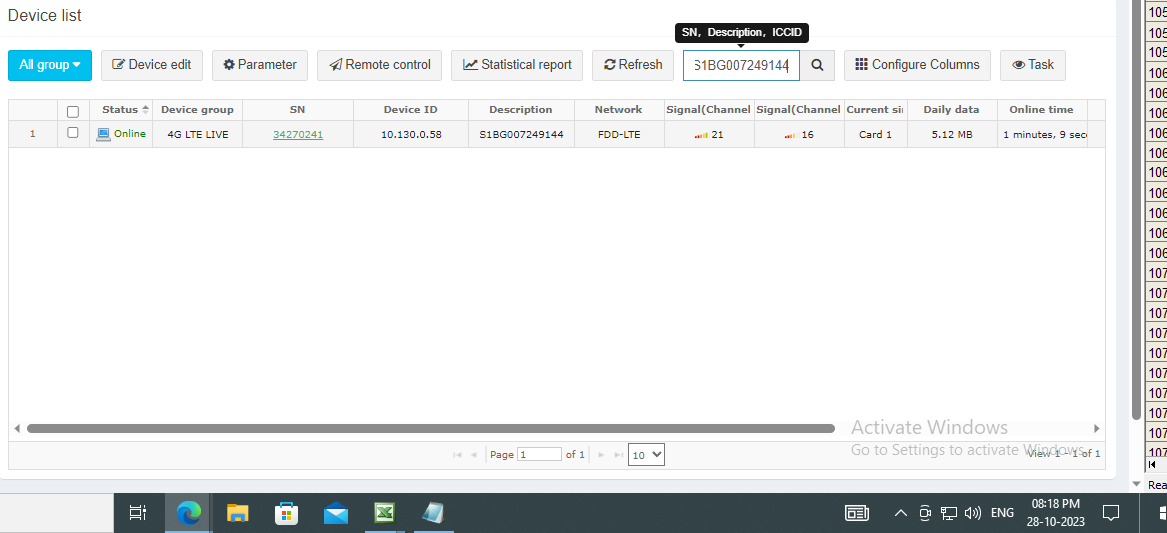 Device list
SN, Description, ICCID
All group
Device edit
Parameter
Remote control
Statistical report
Refresh
S1BG007249144
Configure Columns
Task
Status Device group SN Device ID Description Network Signal(Channel Signal(Channel Current si Daily data Online time
1 Online 4G LTE LIVE 34270241 10.130.0.58 S1BG007249144 FDD-LTE 21 16 Card 1 5.12 MB 1 minutes, 9 sec
Activate Windows
Go to Settings to activate Windows.
Page 1 of 1 10
View 1 - 1 of 1
105
105
105
106
106
106
106
106
106
106
106
106
106
107
107
107
107
107
107
107
107
107
107
Rea
ENG
08:18 PM
28-10-2023